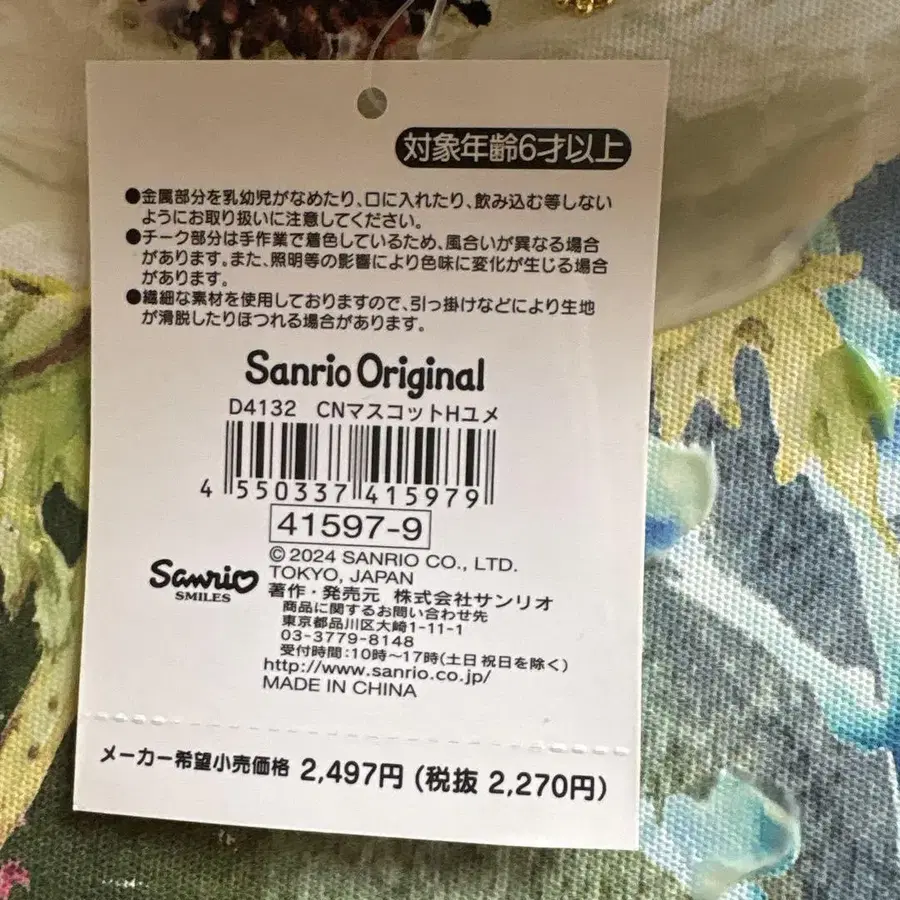 対象年齢6才以上
●金属部分を乳幼児がなめたり、口に入れたり、飲み込む等しない
ようにお取り扱いに注意してください。
●チーク部分は手作業で着色しているため、風合いが異なる場合
があります。また、照明等の影響により色味に変化が生じる場合
があります。
●繊細な素材を使用しておりますので、引っ掛けなどにより生地
が滑脱したりほつれる場合があります。
Sanrio Original
D4132 CNマスコットHユメ
4 550337 415979
41597-9
© 2024 SANRIO CO., LTD.
TOKYO, JAPAN
Sanrio
SMILES
著作・発売元 株式会社サンリオ
商品に関するお問い合わせ先
東京都品川区大崎1-11-1
03-3779-8148
受付時間:10時〜17時(土日祝日を除く)
http://www.sanrio.co.jp/
MADE IN CHINA
メーカー希望小売価格 2,497円 (税抜 2,270円)